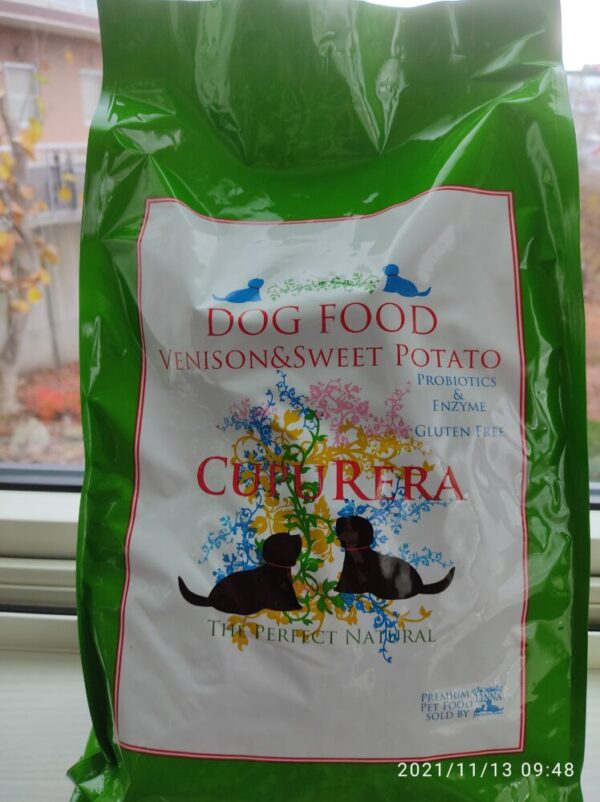 DOG FOOD
VENISON&SWEET POTATO
PROBIOTICS
&
ENZYME
GLUTEN FREE
CUPURERA
THE PERFECT NATURAL
PREMIUM
PET FOOD
SOLD BY
LINNA
2021/11/13 09:48